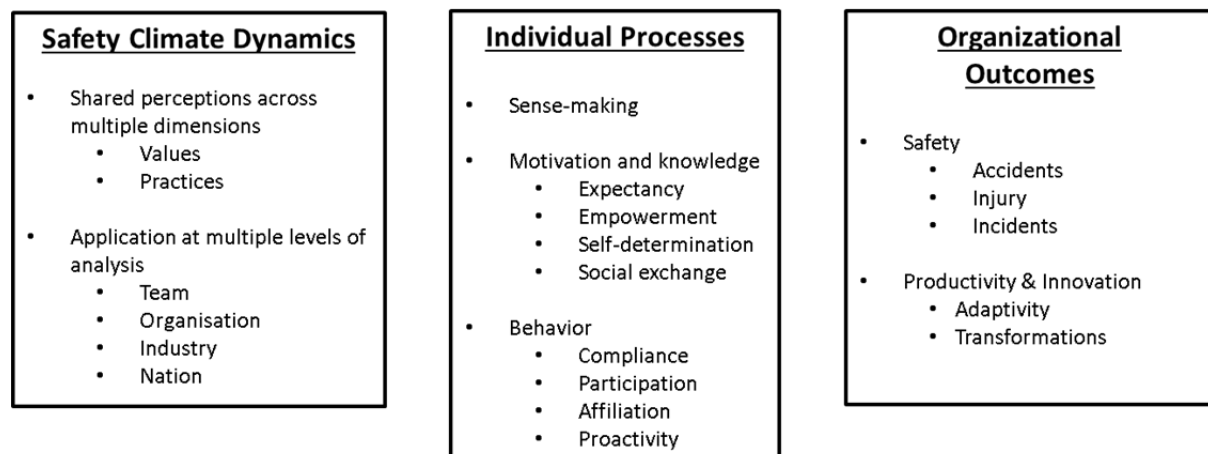 Safety Climate Dynamics
• Shared perceptions across
multiple dimensions
• Values
• Practices
• Application at multiple levels of
analysis
• Team
• Organisation
• Industry
• Nation
Individual Processes
• Sense-making
• Motivation and knowledge
• Expectancy
• Empowerment
• Self-determination
• Social exchange
• Behavior
• Compliance
• Participation
• Affiliation
• Proactivity
Organizational
Outcomes
• Safety
• Accidents
• Injury
• Incidents
• Productivity & Innovation
• Adaptivity
• Transformations